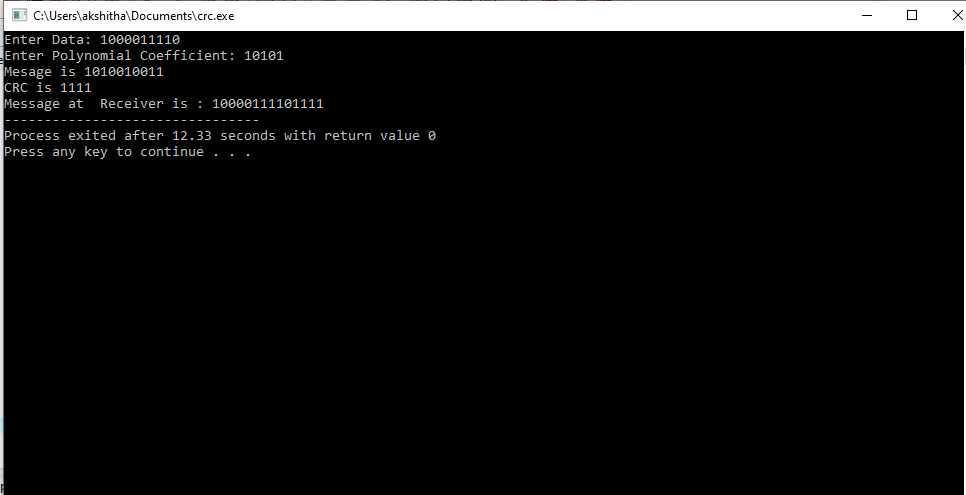 C:\Users\akshitha\Documents\crc.exe
Enter Data: 1000011110
Enter Polynomial Coefficient: 10101
Mesage is 1010010011
CRC is 1111
Message at  Receiver is : 10000111101111
--------------------------------
Process exited after 12.33 seconds with return value 0
Press any key to continue . . .